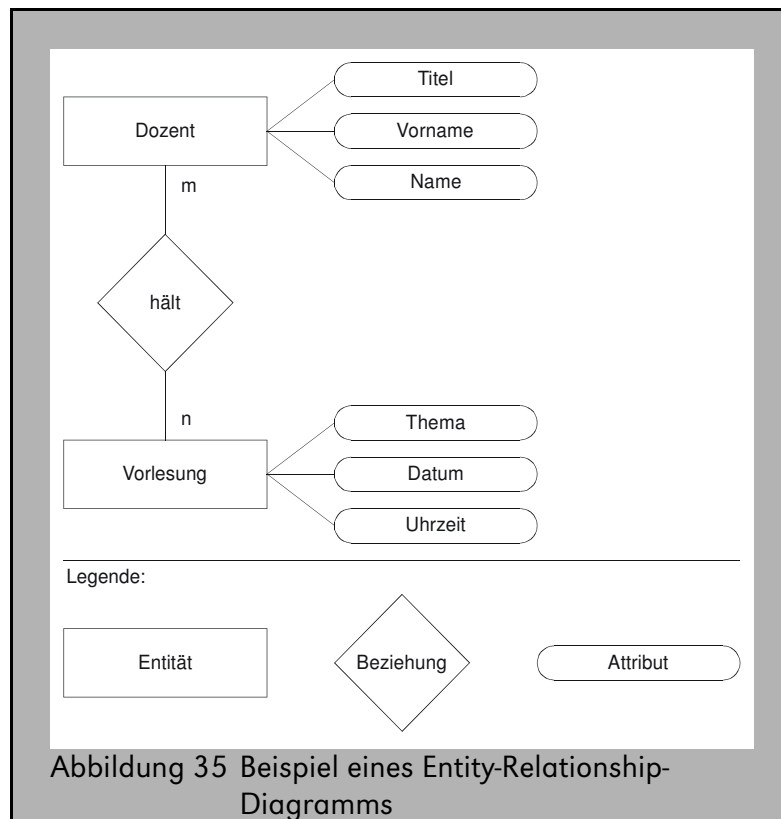 Titel
Dozent
Vorname
Name
m
hält
n
Thema
Vorlesung
Datum
Uhrzeit
Legende:
Entität
Beziehung
Attribut
Abbildung 35 Beispiel eines Entity-Relationship-
Diagramms